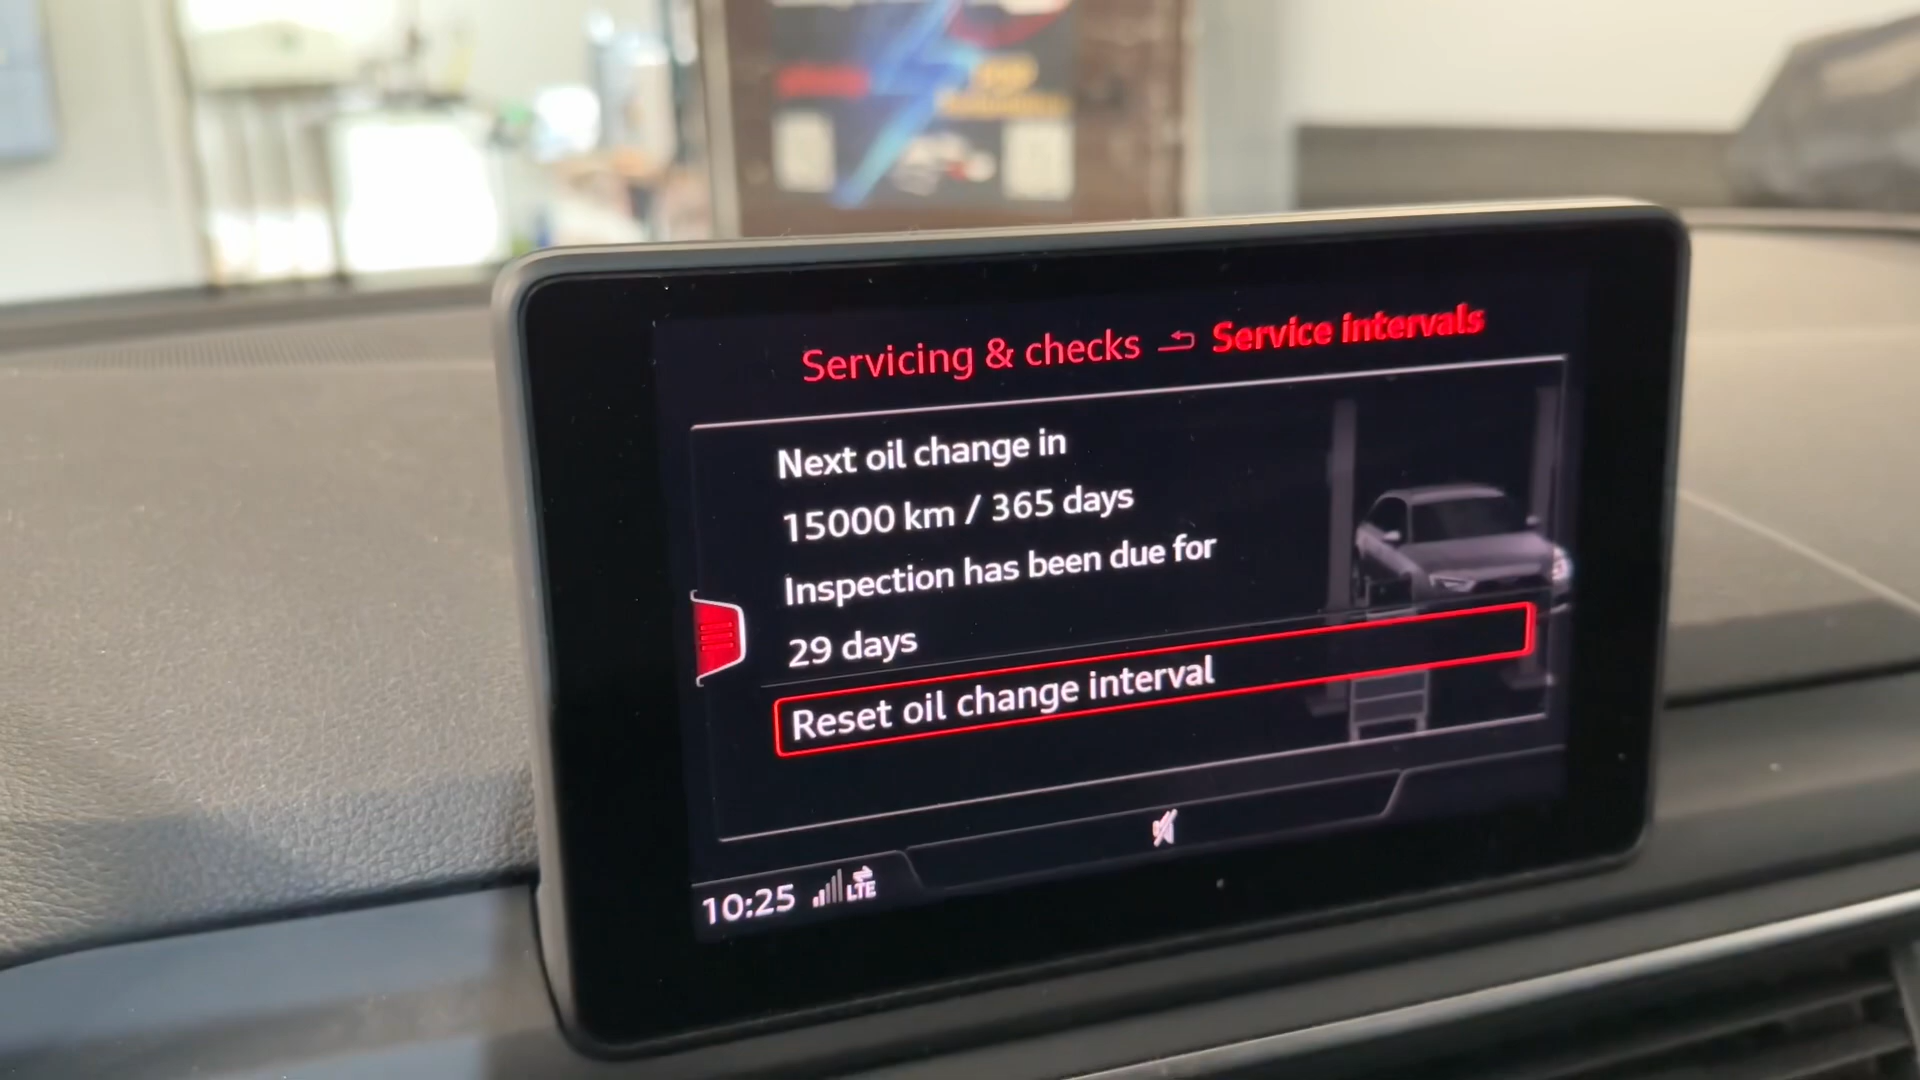 Servicing & checks Service intervals
Next oil change in
15000 km / 365 days
Inspection has been due for
29 days
Reset oil change interval
10:25 LTE